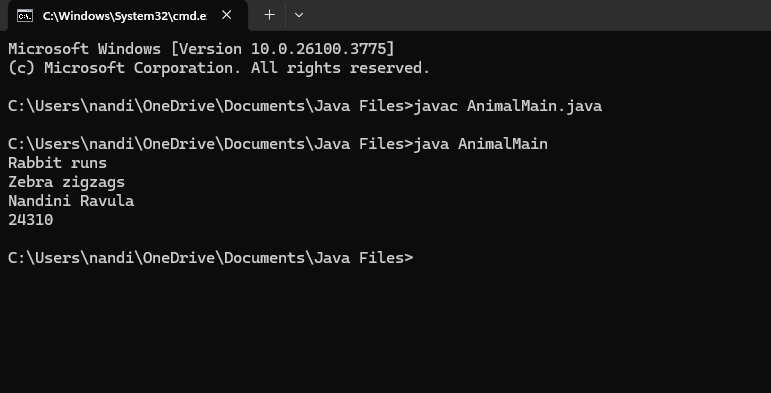 C:\Windows\System32\cmd.e
Microsoft Windows [Version 10.0.26100.3775]
(c) Microsoft Corporation. All rights reserved.
C:\Users\nandi\OneDrive\Documents\Java Files>javac AnimalMain.java
C:\Users\nandi\OneDrive\Documents\Java Files>java AnimalMain
Rabbit runs
Zebra zigzags
Nandini Ravula
24310
C:\Users\nandi\OneDrive\Documents\Java Files>